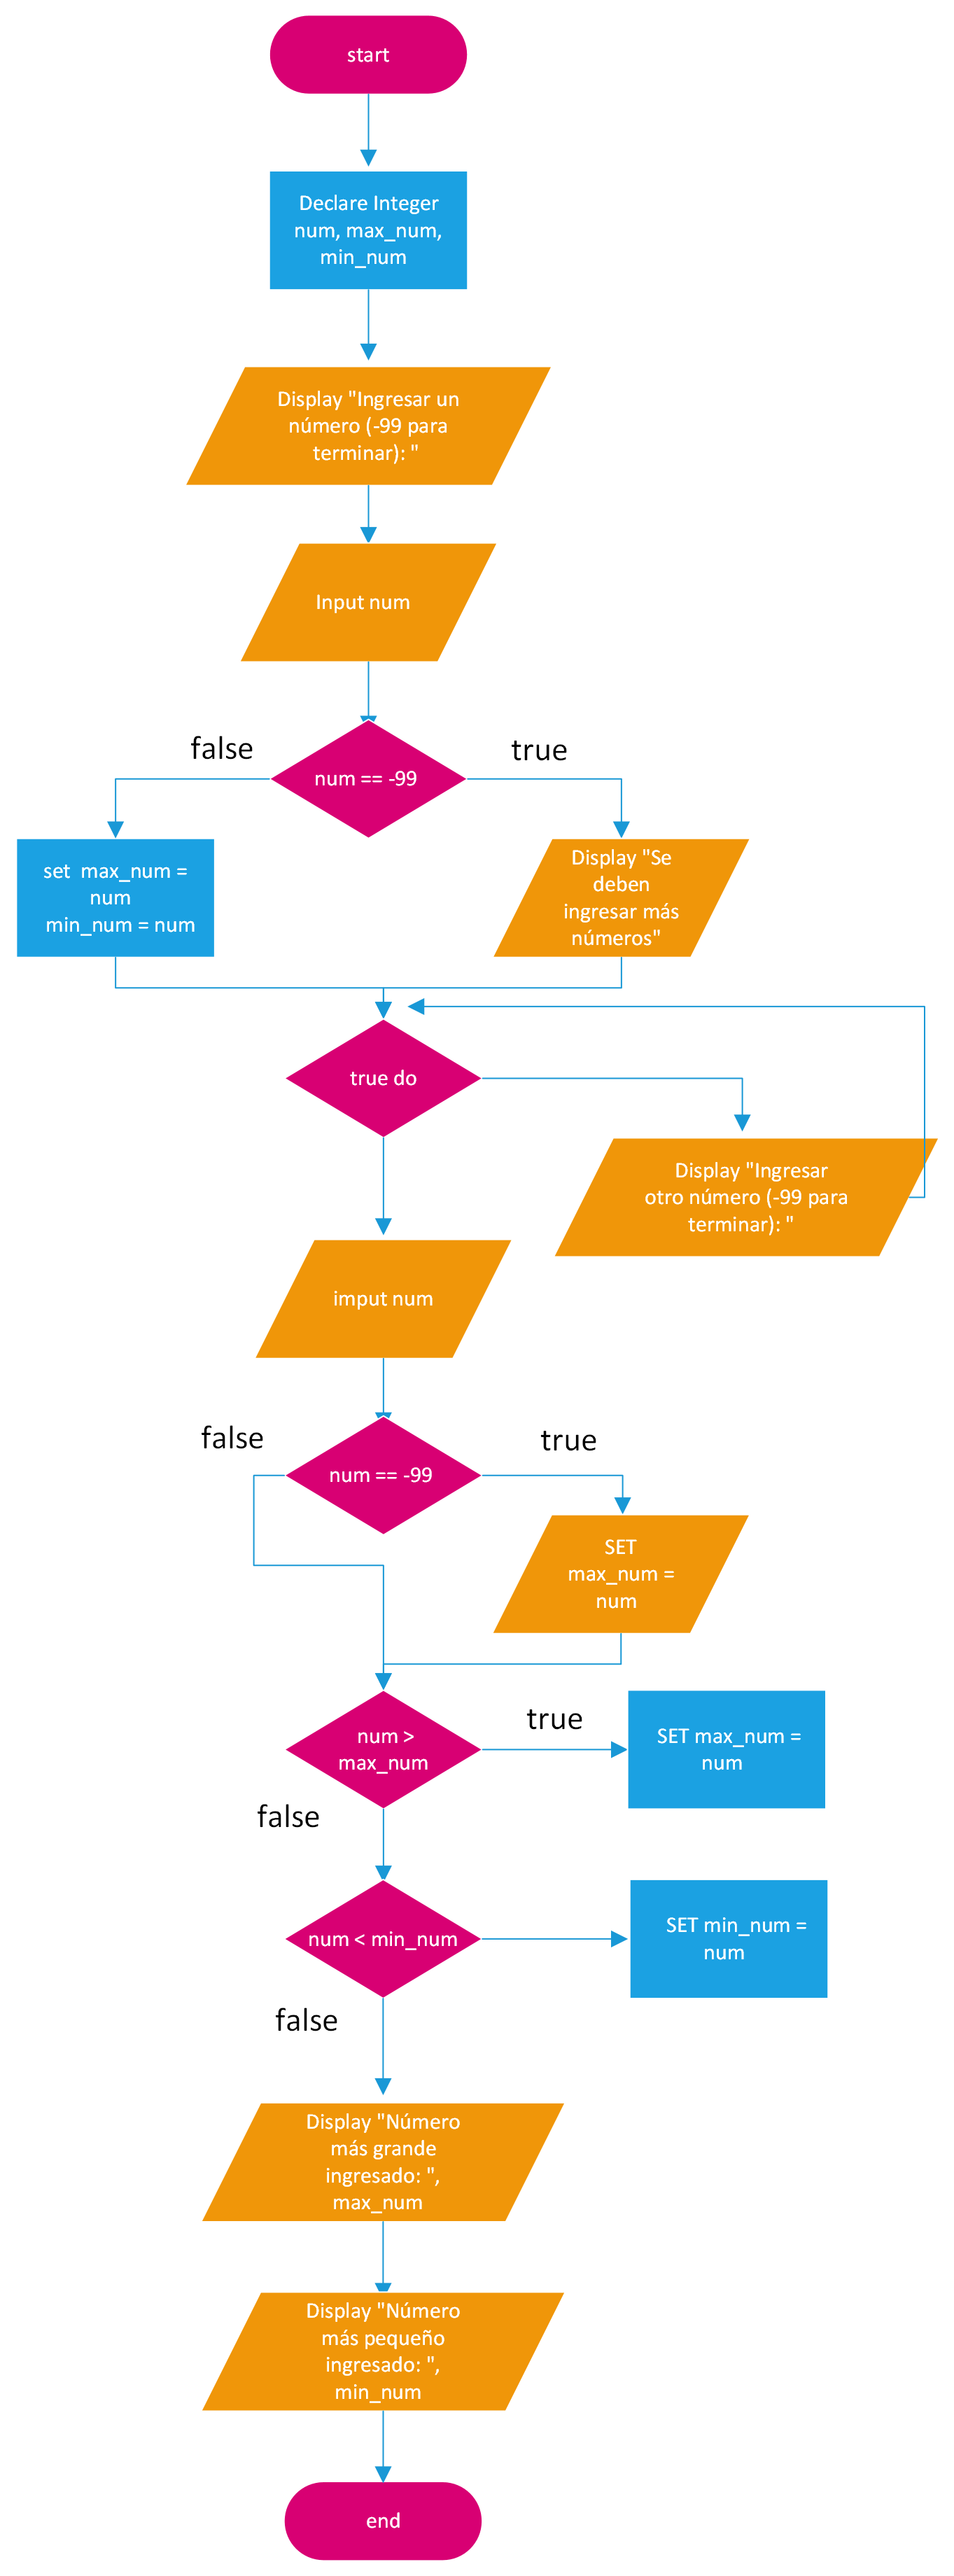 start
Declare Integer
num, max_num,
min_num
Display "Ingresar un
número (-99 para
terminar): "
Input num
false
true
num == -99
set max_num =
num
min_num = num
Display "Se
deben
ingresar más
números"
true do
Display "Ingresar
otro número (-99 para
terminar): "
imput num
false
true
num == -99
SET
max_num =
num
num >
max_num
true
SET max_num =
num
false
num < min_num
SET min_num =
num
false
Display "Número
más grande
ingresado: ",
max_num
Display "Número
más pequeño
ingresado: ",
min_num
end